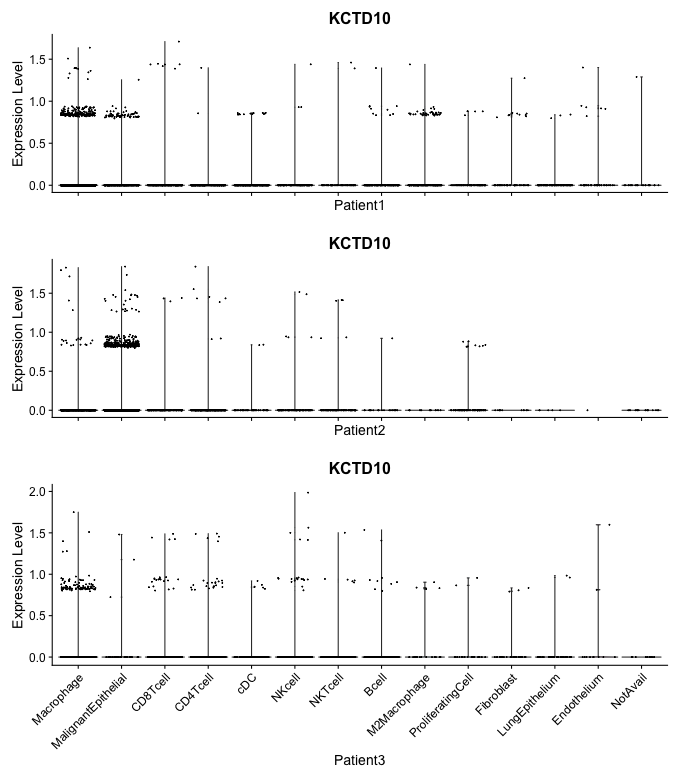 KCTD10
Expression Level
1.5
1.0
0.5
0.0
Patient1
KCTD10
Expression Level
1.5
1.0
0.5
0.0
Patient2
KCTD10
Expression Level
2.0
1.5
1.0
0.5
0.0
Macrophage
MalignantEpithelial
CD8Tcell
CD4Tcell
cDC
NKcell
NKTcell
Bcell
M2Macrophage
ProliferatingCell
Fibroblast
LungEpithelium
Endothelium
NotAvail
Patient3